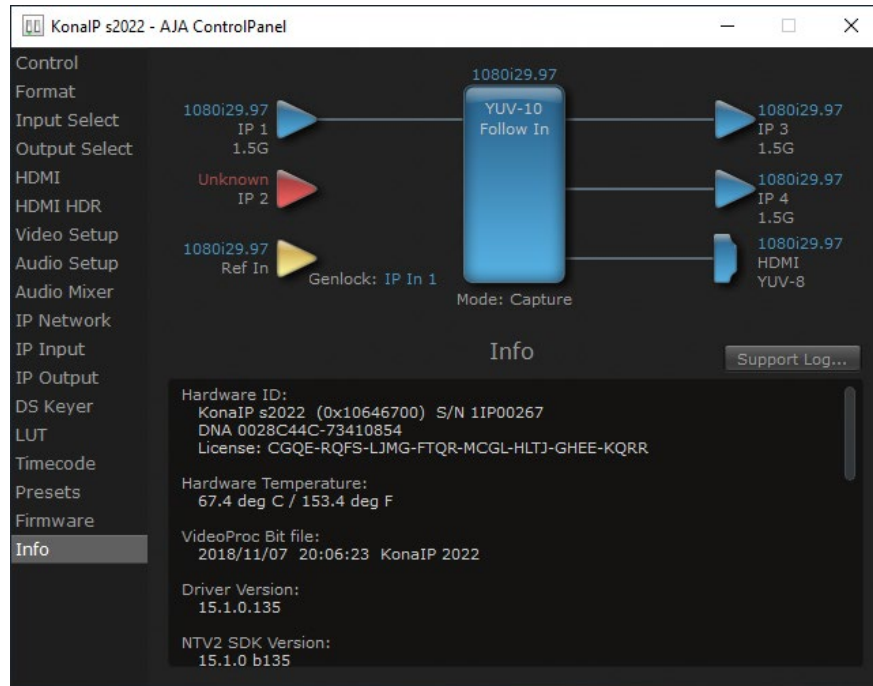 KonaIP s2022 - AJA ControlPanel
Control
Format
Input Select
Output Select
HDMI
HDMI HDR
Video Setup
Audio Setup
Audio Mixer
IP Network
IP Input
IP Output
DS Keyer
LUT
Timecode
Presets
Firmware
Info
1080i29.97
IP 1
1.5G
Unknown
IP 2
1080i29.97
Ref In
Genlock: IP In 1
1080i29.97
YUV-10
Follow In
Mode: Capture
1080i29.97
IP 3
1.5G
1080i29.97
IP 4
1.5G
1080i29.97
HDMI
YUV-8
Info
Support Log...
Hardware ID:
KonaIP s2022 (0x10646700) S/N 1IP00267
DNA 0028C44C-73410854
License: CGQE-RQFS-LJMG-FTQR-MCGL-HLTJ-GHEE-KQRR
Hardware Temperature:
67.4 deg C / 153.4 deg F
VideoProc Bit file:
2018/11/07 20:06:23 KonaIP 2022
Driver Version:
15.1.0.135
NTV2 SDK Version:
15.1.0 b135